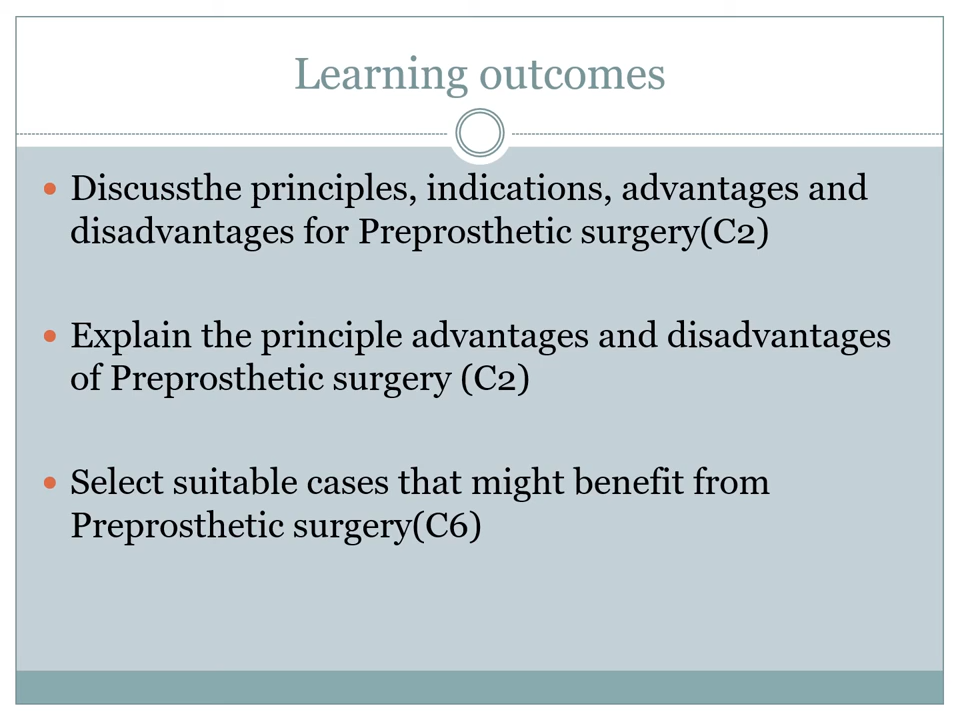 Learning outcomes
• Discussthe principles, indications, advantages and
disadvantages for Preprosthetic surgery(C2)
• Explain the principle advantages and disadvantages
of Preprosthetic surgery (C2)
• Select suitable cases that might benefit from
Preprosthetic surgery(C6)